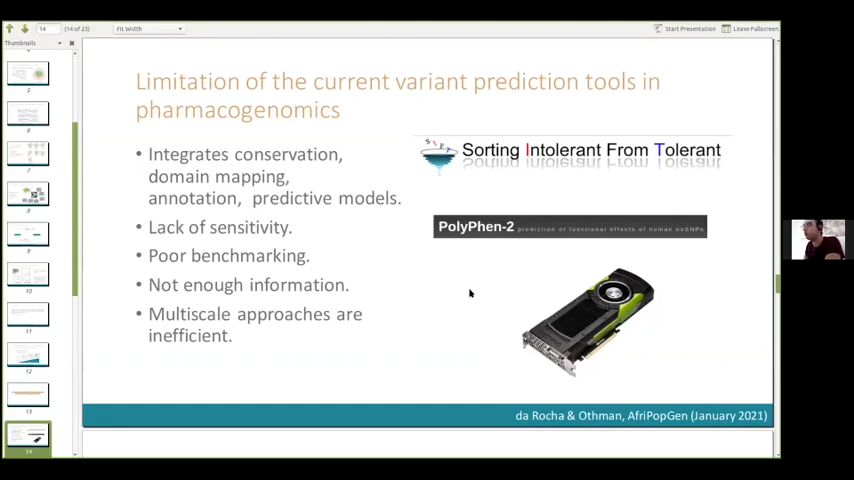 14
(14 of 23)
Fit Width
Start Presentation
Leave Fullscreen
Thumbnails
5
6
7
8
9
10
11
12
13
14
Limitation of the current variant prediction tools in
pharmacogenomics
• Integrates conservation,
domain mapping,
annotation, predictive models.
• Lack of sensitivity.
• Poor benchmarking.
• Not enough information.
• Multiscale approaches are
inefficient.
SIFT
Sorting Intolerant From Tolerant
PolyPhen-2 prediction of functional effects of human nsSNPs
da Rocha & Othman, AfriPopGen (January 2021)